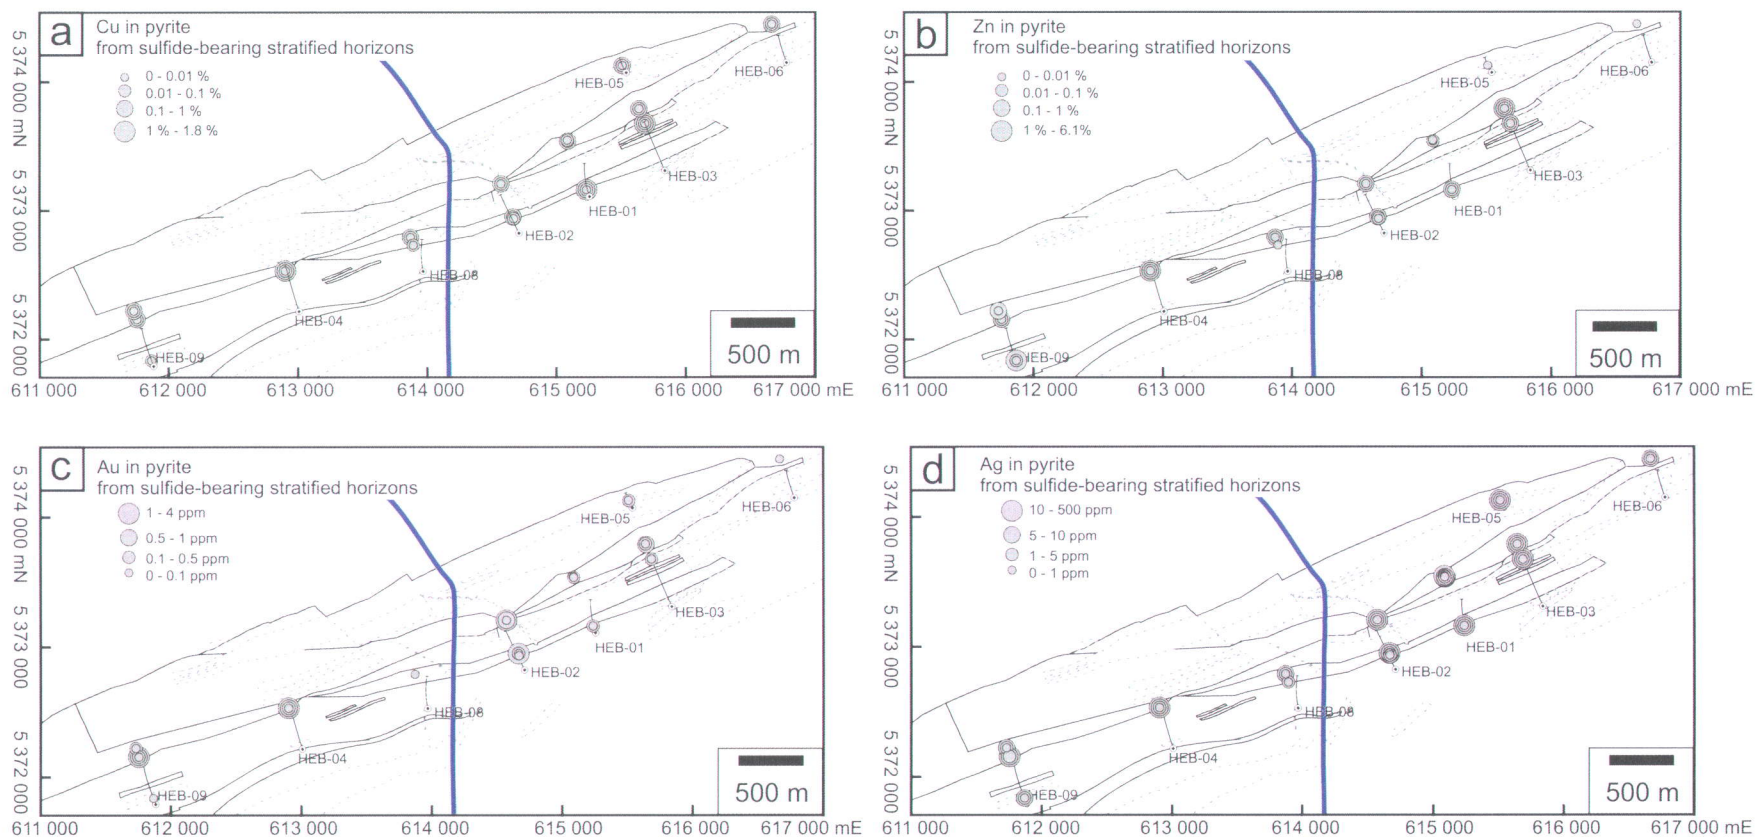 a
Cu in pyrite
from sulfide-bearing stratified horizons
0 - 0.01 %
0.01 - 0.1 %
0.1 - 1 %
1 % - 1.8 %
HEB-05
HEB-06
HEB-03
HEB-01
HEB-02
HEB-08
HEB-04
HEB-09
500 m
5 374 000 mN
5 373 000
5 372 000
611 000 612 000 613 000 614 000 615 000 616 000 617 000 mE
b
Zn in pyrite
from sulfide-bearing stratified horizons
0 - 0.01 %
0.01 - 0.1 %
0.1 - 1 %
1 % - 6.1%
HEB-05
HEB-06
HEB-03
HEB-01
HEB-02
HEB-08
HEB-04
HEB-09
500 m
5 374 000 mN
5 373 000
5 372 000
611 000 612 000 613 000 614 000 615 000 616 000 617 000 mE
c
Au in pyrite
from sulfide-bearing stratified horizons
1 - 4 ppm
0.5 - 1 ppm
0.1 - 0.5 ppm
0 - 0.1 ppm
HEB-05
HEB-06
HEB-03
HEB-01
HEB-02
HEB-08
HEB-04
HEB-09
500 m
5 374 000 mN
5 373 000
5 372 000
611 000 612 000 613 000 614 000 615 000 616 000 617 000 mE
d
Ag in pyrite
from sulfide-bearing stratified horizons
10 - 500 ppm
5 - 10 ppm
1 - 5 ppm
0 - 1 ppm
HEB-05
HEB-06
HEB-03
HEB-01
HEB-02
HEB-08
HEB-04
HEB-09
500 m
5 374 000 mN
5 373 000
5 372 000
611 000 612 000 613 000 614 000 615 000 616 000 617 000 mE